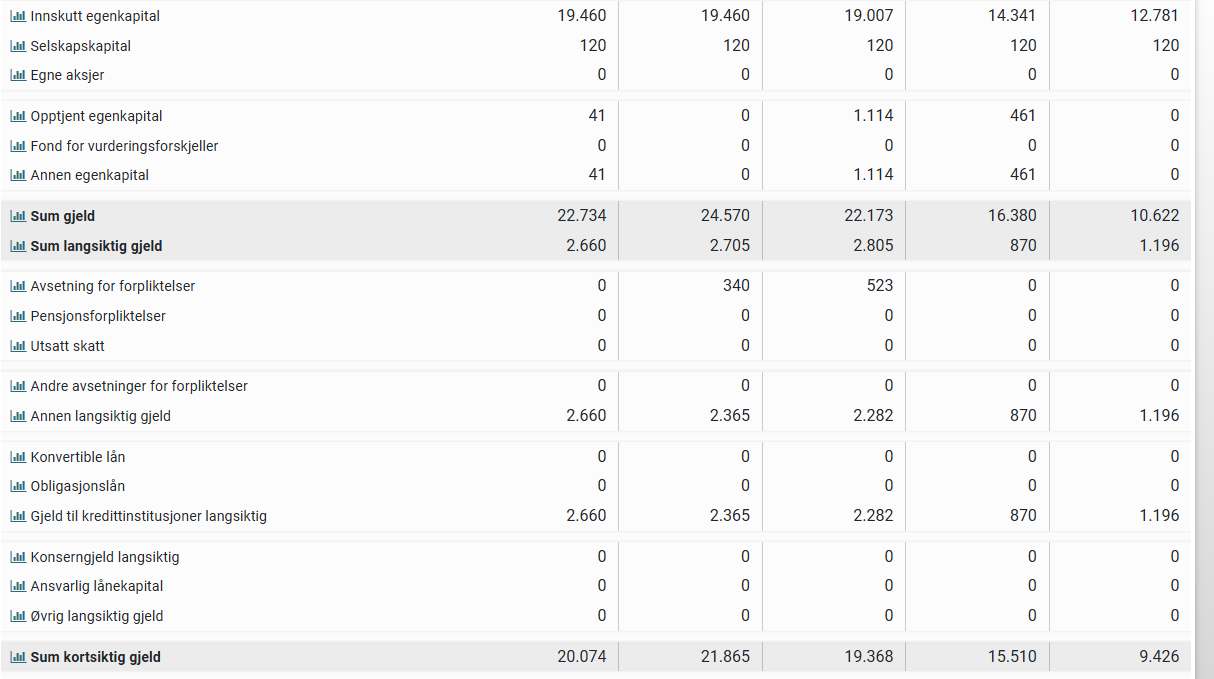 Innskutt egenkapital 19.460 19.460 19.007 14.341 12.781
Selskapskapital 120 120 120 120 120
Egne aksjer 0 0 0 0 0
Opptjent egenkapital 41 0 1.114 461 0
Fond for vurderingsforskjeller 0 0 0 0 0
Annen egenkapital 41 0 1.114 461 0
Sum gjeld 22.734 24.570 22.173 16.380 10.622
Sum langsiktig gjeld 2.660 2.705 2.805 870 1.196
Avsetning for forpliktelser 0 340 523 0 0
Pensjonsforpliktelser 0 0 0 0 0
Utsatt skatt 0 0 0 0 0
Andre avsetninger for forpliktelser 0 0 0 0 0
Annen langsiktig gjeld 2.660 2.365 2.282 870 1.196
Konvertible lån 0 0 0 0 0
Obligasjonslån 0 0 0 0 0
Gjeld til kredittinstitusjoner langsiktig 2.660 2.365 2.282 870 1.196
Konserngjeld langsiktig 0 0 0 0 0
Ansvarlig lånekapital 0 0 0 0 0
Øvrig langsiktig gjeld 0 0 0 0 0
Sum kortsiktig gjeld 20.074 21.865 19.368 15.510 9.426